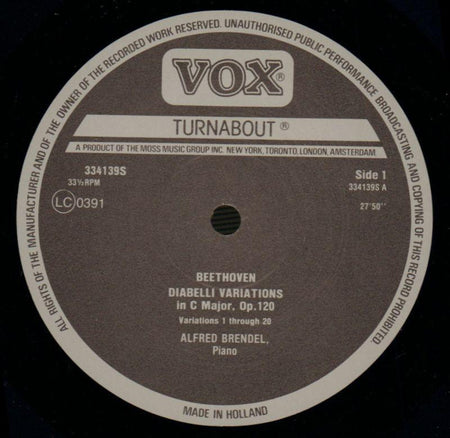 ALL RIGHTS OF THE MANUFACTURER AND OF THE OWNER OF THE RECORDED WORK RESERVED. UNAUTHORISED PUBLIC PERFORMANCE BROADCASTING AND COPYING OF THIS RECORD PROHIBITED.
VOX®
TURNABOUT ®
A PRODUCT OF THE MOSS MUSIC GROUP INC. NEW YORK, TORONTO, LONDON, AMSTERDAM
334139S
Side 1
33⅓ RPM
334139S A
LC 0391
27'50''
BEETHOVEN
DIABELLI VARIATIONS
in C Major, Op.120
Variations 1 through 20
ALFRED BRENDEL,
Piano
MADE IN HOLLAND